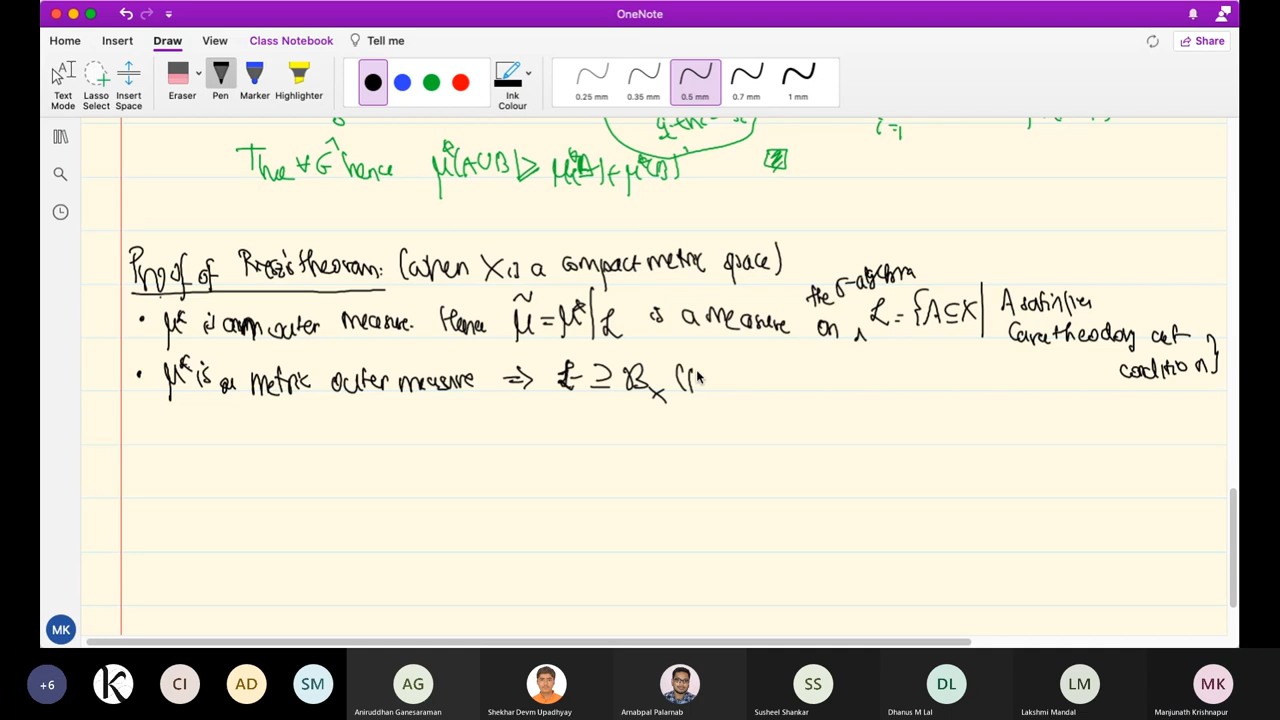 OneNote
Home Insert Draw View Class Notebook Tell me Share
Text Mode Lasso Select Insert Space Eraser Pen Marker Highlighter Ink Colour 0.25 mm 0.35 mm 0.5 mm 0.7 mm 1 mm
i=1
True ∀ G hence μ*(A∪B) ≥ μ*(A) + μ*(B)
Proof of Riesz's theorem: (when X is a compact metric space)
• μ* is an outer measure. Hence μ̃ = μ*|ℒ is a measure on the σ-algebra ℒ = {A ⊆ X | A satisfies
Caratheodory cut
condition}
• μ* is a metric outer measure ⇒ ℒ ⊇ ℬ_X (
MK
+6 K CI AD SM AG SS DL LM MK
Aniruddhan Ganesaraman Shekhar Devm Upadhyay Arnabpal Palarnab Susheel Shankar Dhanus M Lal Lakshmi Mandal Manjunath Krishnapur